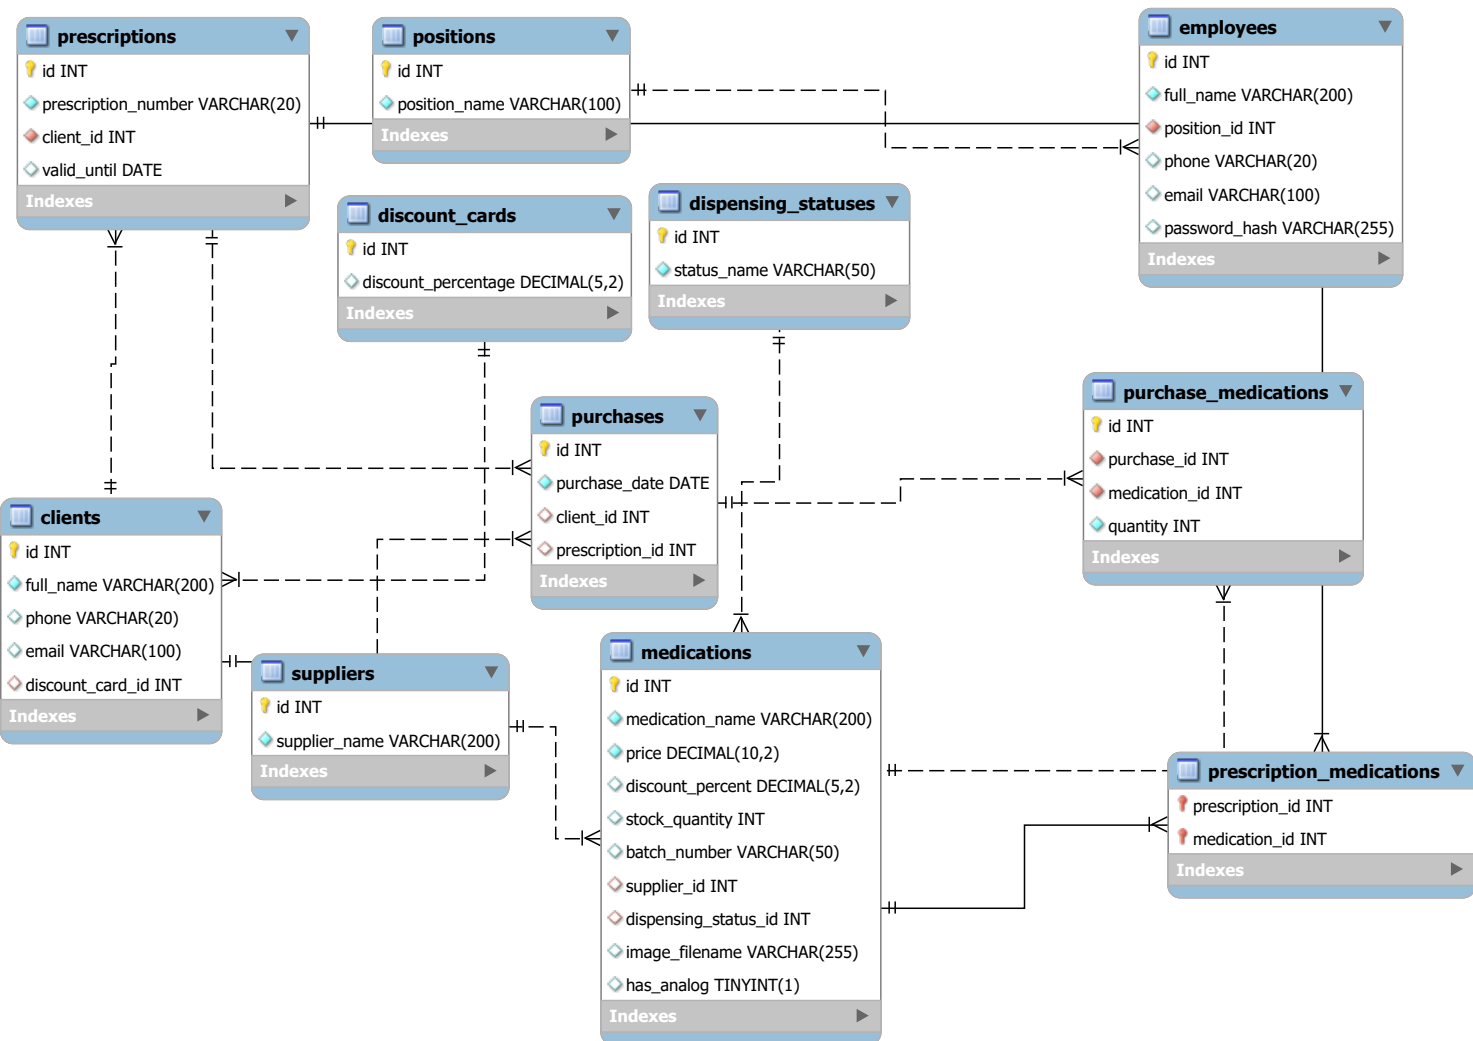 prescriptions
id INT
prescription_number VARCHAR(20)
client_id INT
valid_until DATE
Indexes
positions
id INT
position_name VARCHAR(100)
Indexes
employees
id INT
full_name VARCHAR(200)
position_id INT
phone VARCHAR(20)
email VARCHAR(100)
password_hash VARCHAR(255)
Indexes
discount_cards
id INT
discount_percentage DECIMAL(5,2)
Indexes
dispensing_statuses
id INT
status_name VARCHAR(50)
Indexes
purchases
id INT
purchase_date DATE
client_id INT
prescription_id INT
Indexes
purchase_medications
id INT
purchase_id INT
medication_id INT
quantity INT
Indexes
clients
id INT
full_name VARCHAR(200)
phone VARCHAR(20)
email VARCHAR(100)
discount_card_id INT
Indexes
suppliers
id INT
supplier_name VARCHAR(200)
Indexes
medications
id INT
medication_name VARCHAR(200)
price DECIMAL(10,2)
discount_percent DECIMAL(5,2)
stock_quantity INT
batch_number VARCHAR(50)
supplier_id INT
dispensing_status_id INT
image_filename VARCHAR(255)
has_analog TINYINT(1)
Indexes
prescription_medications
prescription_id INT
medication_id INT
Indexes